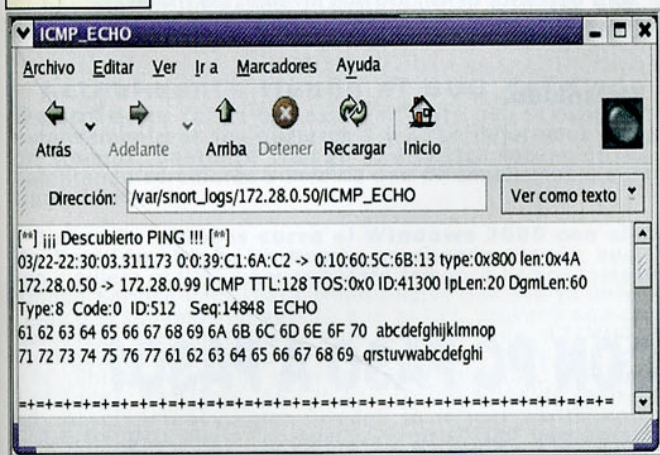 ICMP_ECHO
Archivo Editar Ver Ir a Marcadores Ayuda
Atrás Adelante Arriba Detener Recargar Inicio
Dirección: /var/snort_logs/172.28.0.50/ICMP_ECHO Ver como texto
[**] ¡¡¡ Descubierto PING !!! [**]
03/22-22:30:03.311173 0:0:39:C1:6A:C2 -> 0:10:60:5C:6B:13 type:0x800 len:0x4A
172.28.0.50 -> 172.28.0.99 ICMP TTL:128 TOS:0x0 ID:41300 IpLen:20 DgmLen:60
Type:8 Code:0 ID:512 Seq:14848 ECHO
61 62 63 64 65 66 67 68 69 6A 6B 6C 6D 6E 6F 70 abcdefghijklmnop
71 72 73 74 75 76 77 61 62 63 64 65 66 67 68 69 qrstuvwabcdefghi
=+=+=+=+=+=+=+=+=+=+=+=+=+=+=+=+=+=+=+=+=+=+=+=+=+=+=+=+=+=+=+=+=+=+=+=